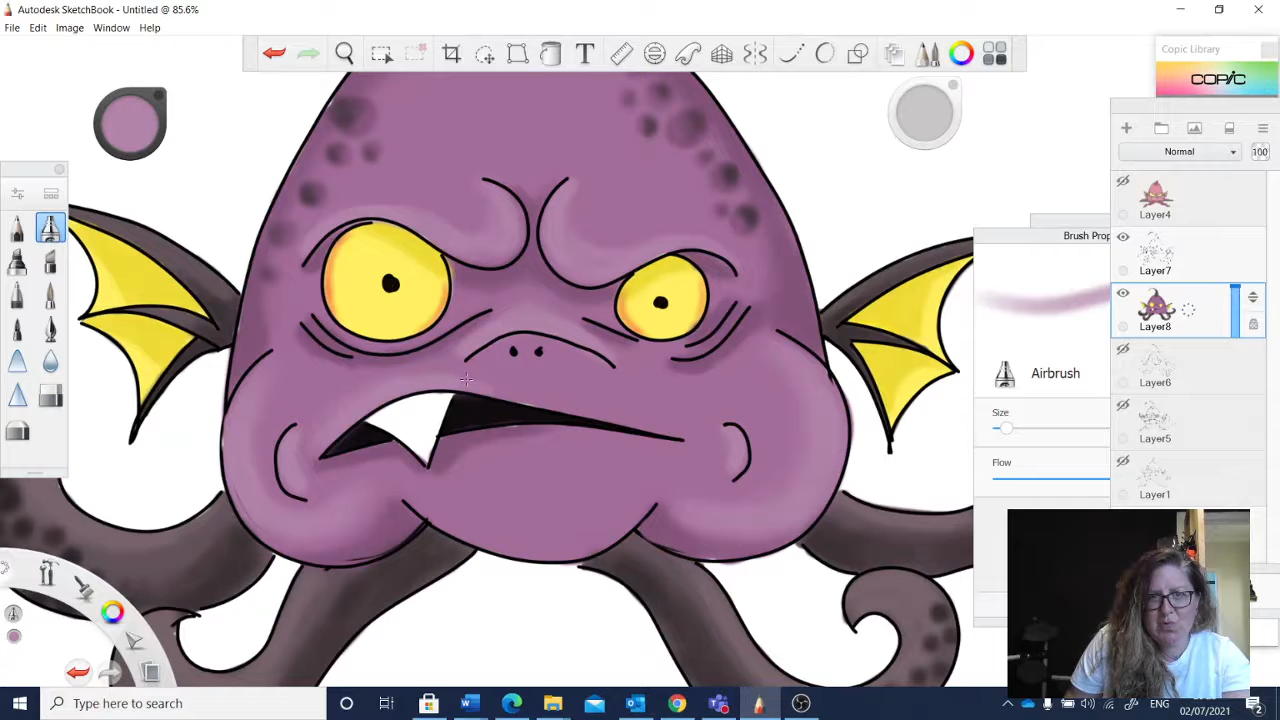 Autodesk SketchBook - Untitled @ 85.6%
File Edit Image Window Help
Copic Library
COPIC
Normal 100
Layer4
Layer7
Layer8
Layer6
Layer5
Layer1
Brush Prop
Airbrush
Size
Flow
Type here to search
ENG
02/07/2021
2